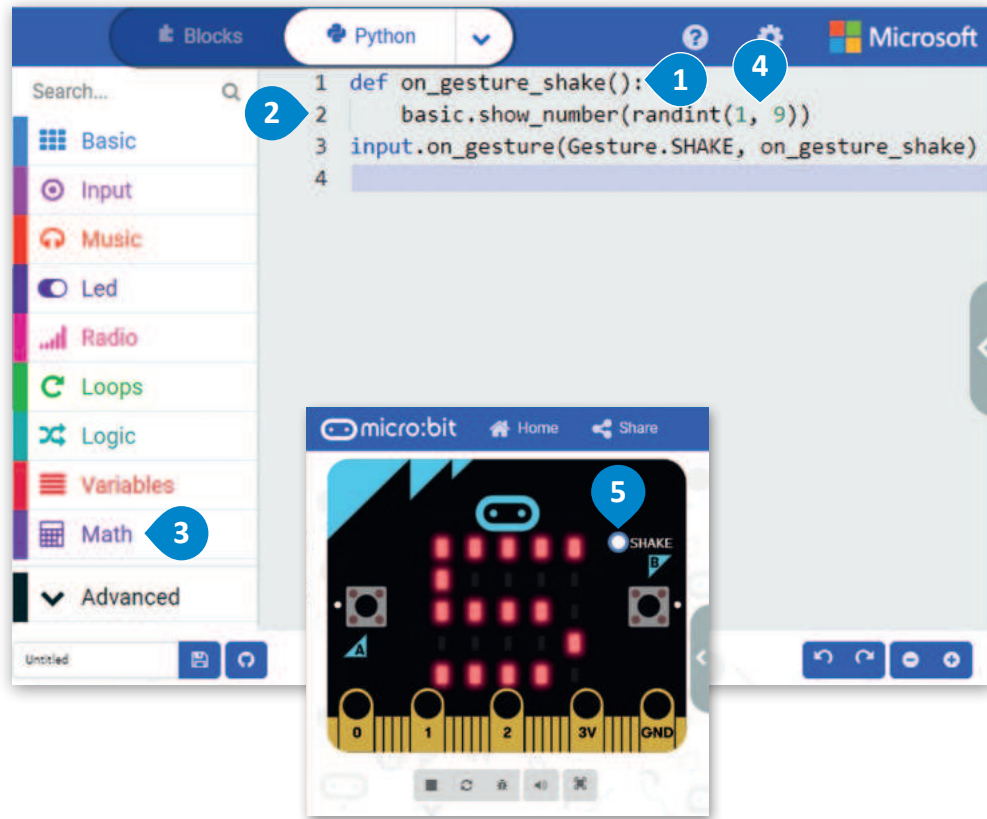 Blocks
Python
Microsoft
Search...
Basic
Input
Music
Led
Radio
Loops
Logic
Variables
Math
Advanced
Untitled
1 def on_gesture_shake():
2 basic.show_number(randint(1, 9))
3 input.on_gesture(Gesture.SHAKE, on_gesture_shake)
4
1
4
2
3
micro:bit Home Share
5
SHAKE
B
A
0 1 2 3V GND